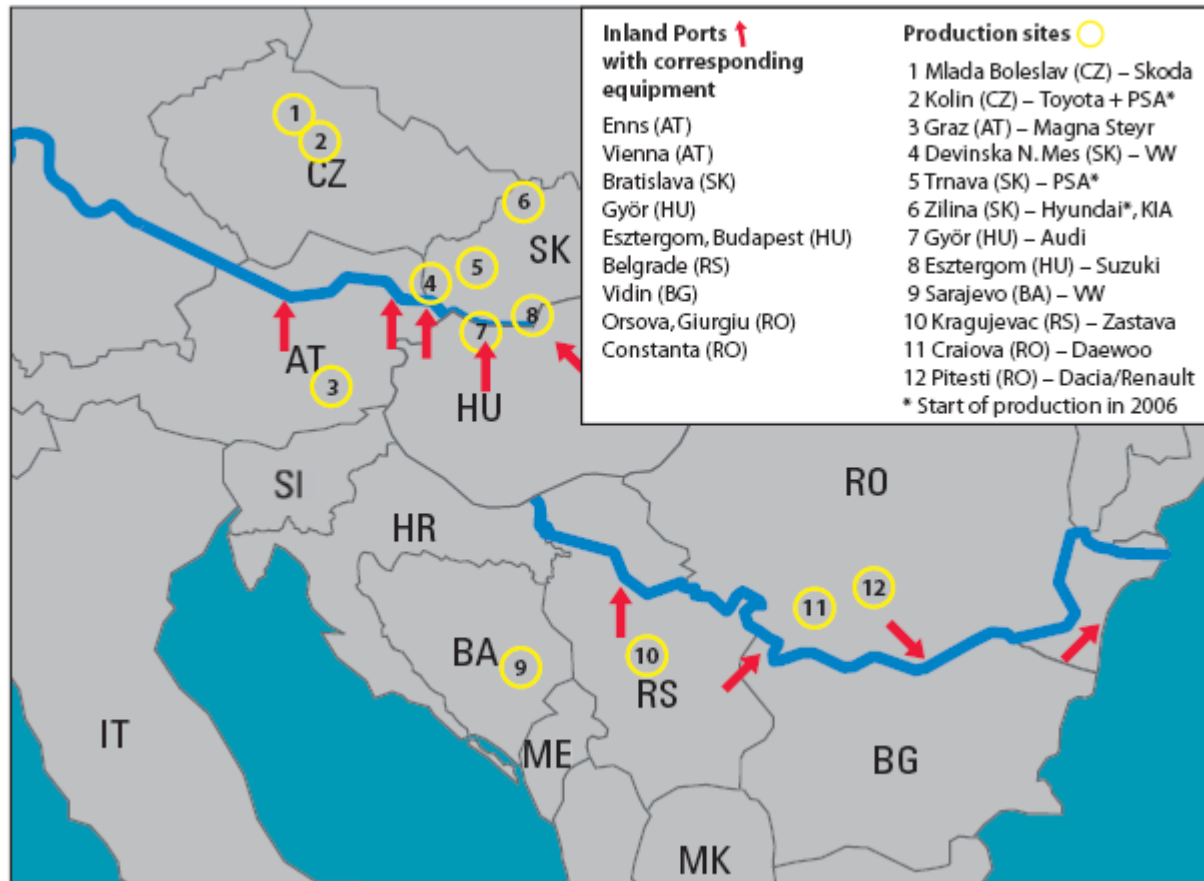 Inland Ports
with corresponding
equipment
Enns (AT)
Vienna (AT)
Bratislava (SK)
Györ (HU)
Esztergom, Budapest (HU)
Belgrade (RS)
Vidin (BG)
Orsova, Giurgiu (RO)
Constanta (RO)
Production sites
1 Mlada Boleslav (CZ) – Skoda
2 Kolin (CZ) – Toyota + PSA*
3 Graz (AT) – Magna Steyr
4 Devinska N. Mes (SK) – VW
5 Trnava (SK) – PSA*
6 Zilina (SK) – Hyundai*, KIA
7 Györ (HU) – Audi
8 Esztergom (HU) – Suzuki
9 Sarajevo (BA) – VW
10 Kragujevac (RS) – Zastava
11 Craiova (RO) – Daewoo
12 Pitesti (RO) – Dacia/Renault
* Start of production in 2006
1
2
CZ
6
SK
5
4
8
7
AT
3
HU
SI
HR
RO
12
11
BA
9
10
RS
IT
ME
BG
MK